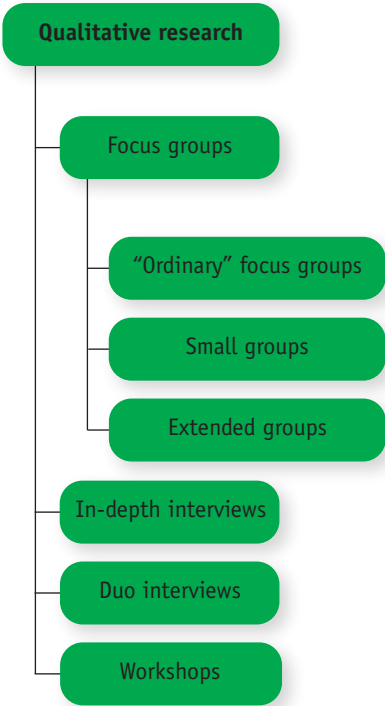 Qualitative research
Focus groups
“Ordinary” focus groups
Small groups
Extended groups
In-depth interviews
Duo interviews
Workshops